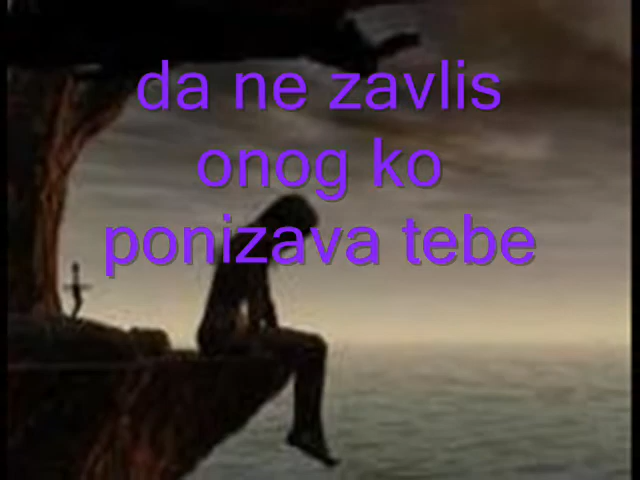 da ne zavlis
onog ko
ponizava tebe